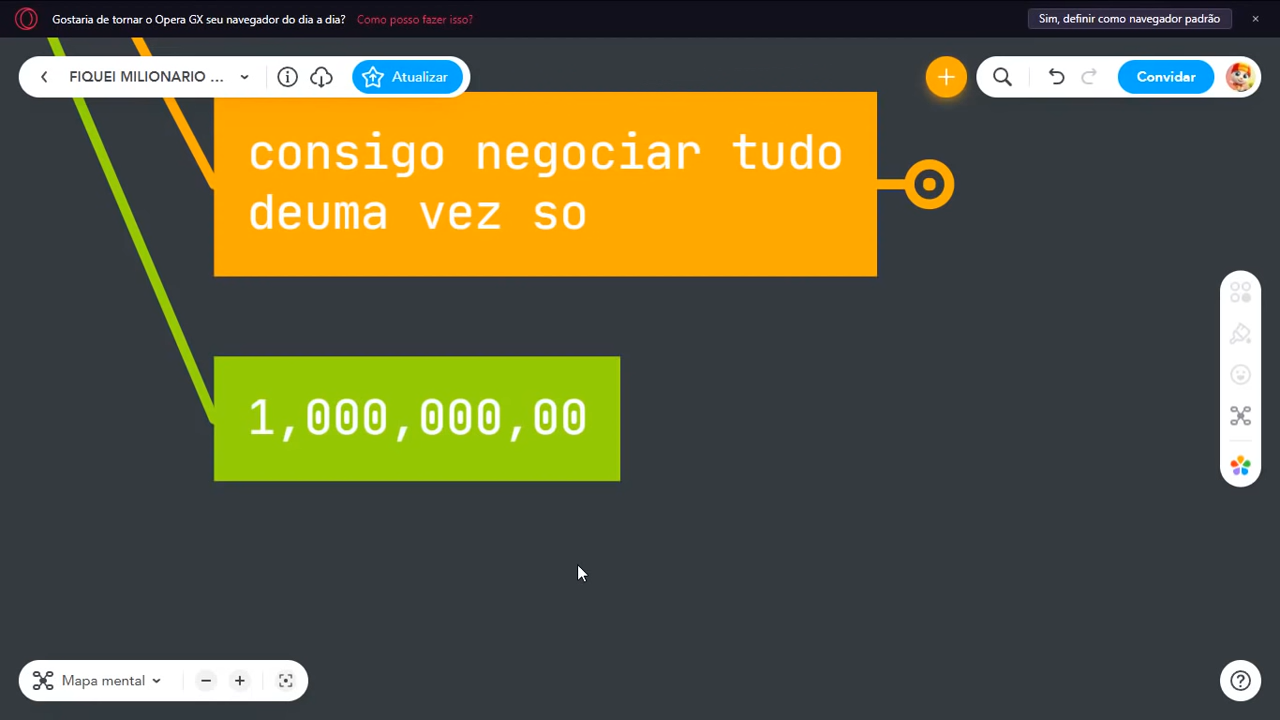 Gostaria de tornar o Opera GX seu navegador do dia a dia? Como posso fazer isso? Sim, definir como navegador padrão
FIQUEI MILIONARIO ... Atualizar Convidar
consigo negociar tudo
deuma vez so
1,000,000,00
Mapa mental